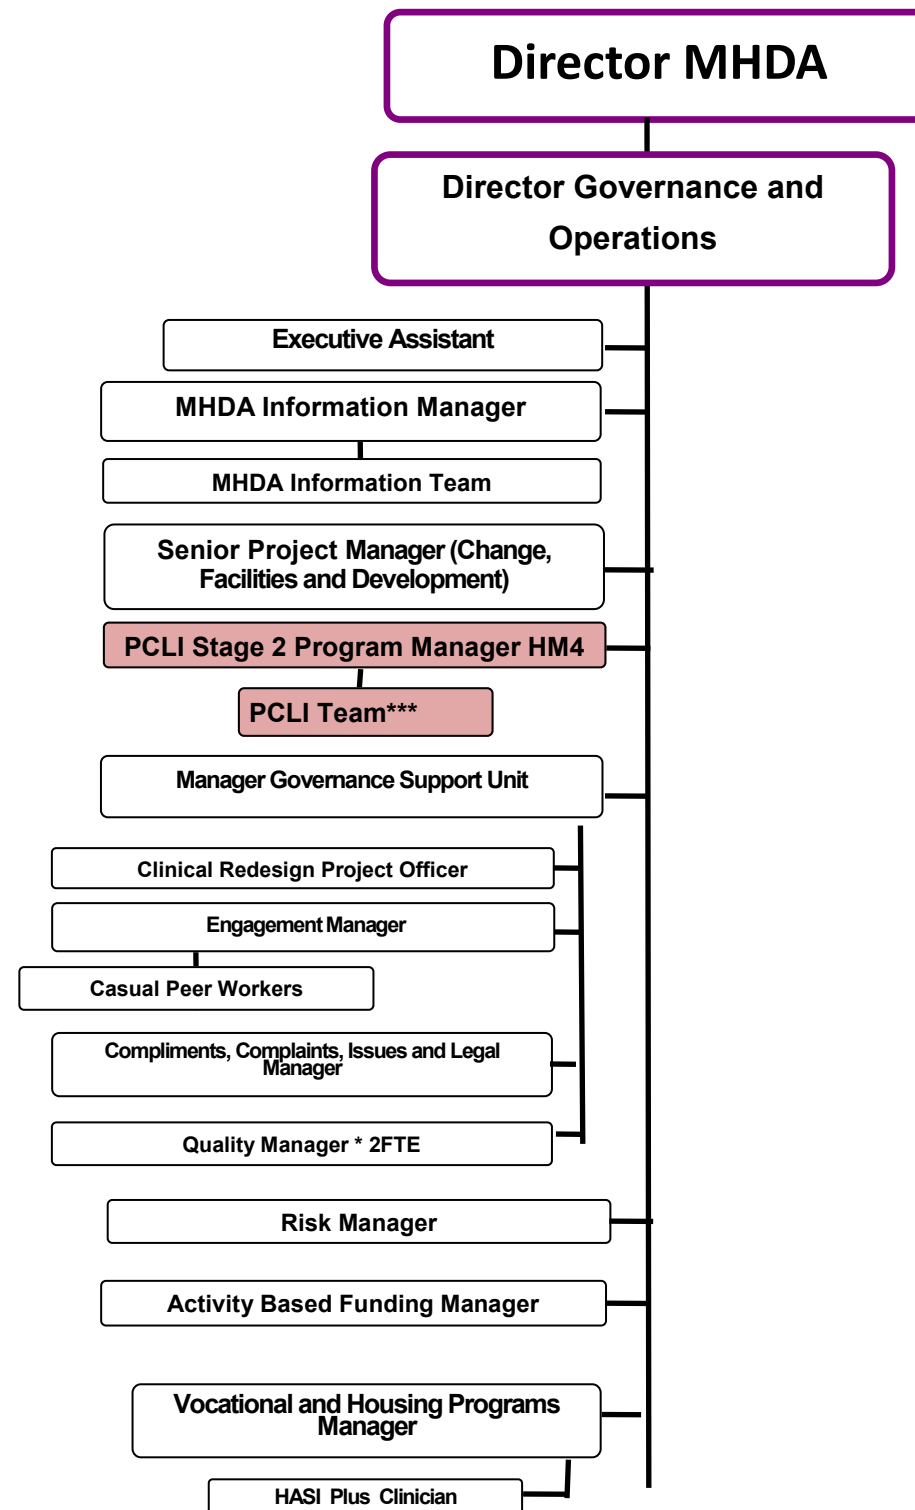 Director MHDA
Director Governance and
Operations
Executive Assistant
MHDA Information Manager
MHDA Information Team
Senior Project Manager (Change,
Facilities and Development)
PCLI Stage 2 Program Manager HM4
PCLI Team***
Manager Governance Support Unit
Clinical Redesign Project Officer
Engagement Manager
Casual Peer Workers
Compliments, Complaints, Issues and Legal
Manager
Quality Manager * 2FTE
Risk Manager
Activity Based Funding Manager
Vocational and Housing Programs
Manager
HASI Plus Clinician